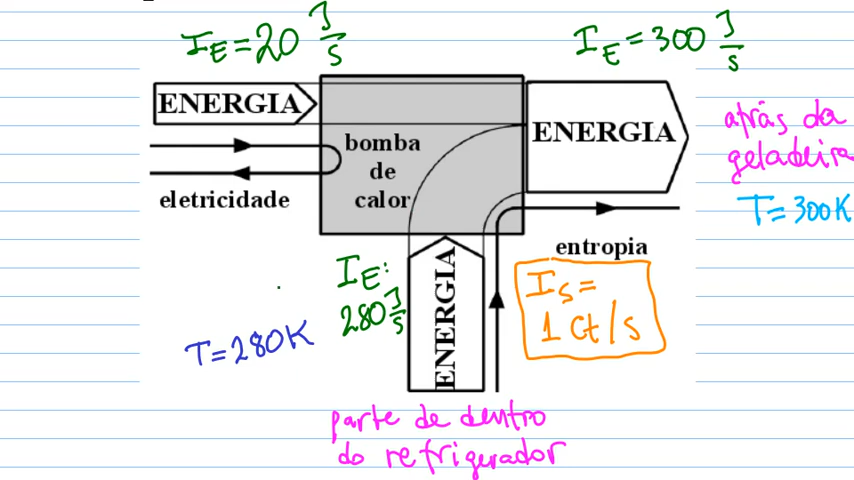 I_E = 20 J/s
I_E = 300 J/s
ENERGIA
bomba
de
calor
eletricidade
ENERGIA
atrás da
geladeira
T = 300K
entropia
I_E:
280 J/s
T = 280K
ENERGIA
I_S =
1 Ct/s
parte de dentro
do refrigerador